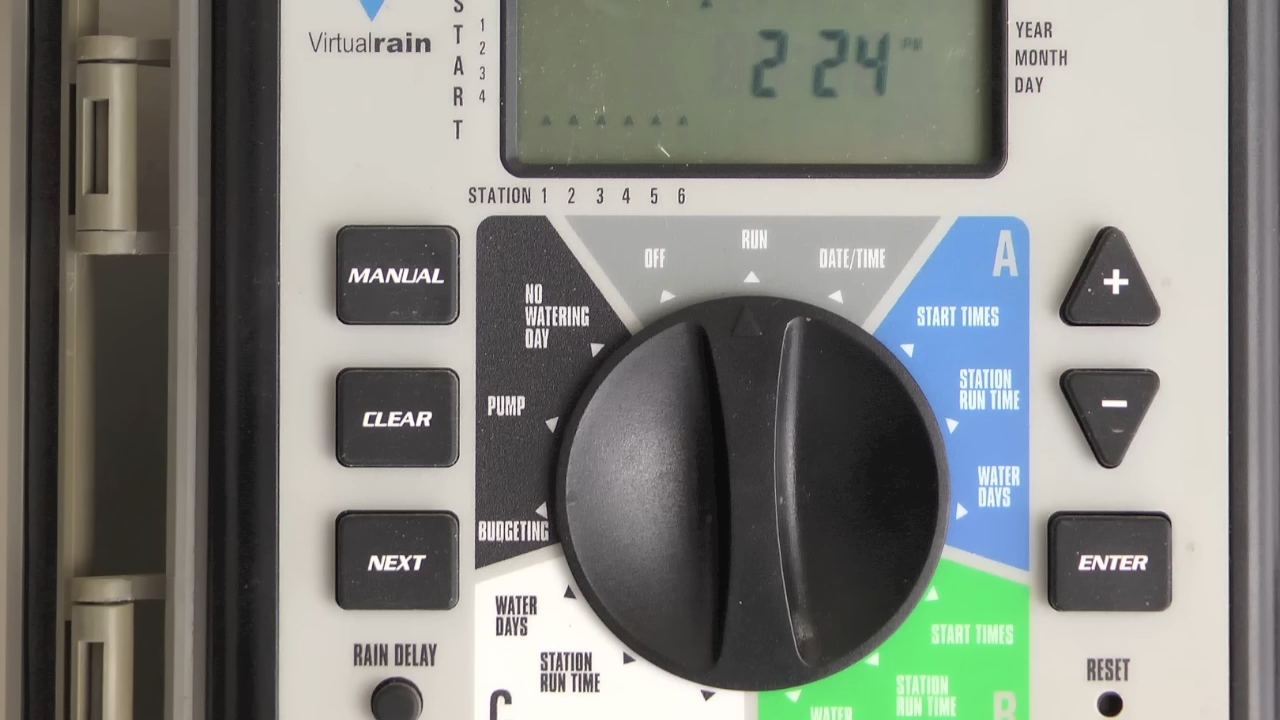 Virtualrain
START
1
2
3
4
2 24 PM
YEAR
MONTH
DAY
STATION 1 2 3 4 5 6
MANUAL
CLEAR
NEXT
RAIN DELAY
OFF
RUN
DATE/TIME
NO
WATERING
DAY
PUMP
BUDGETING
A
START TIMES
STATION
RUN TIME
WATER
DAYS
WATER
DAYS
STATION
RUN TIME
C
START TIMES
STATION
RUN TIME
WATER
B
+
-
ENTER
RESET